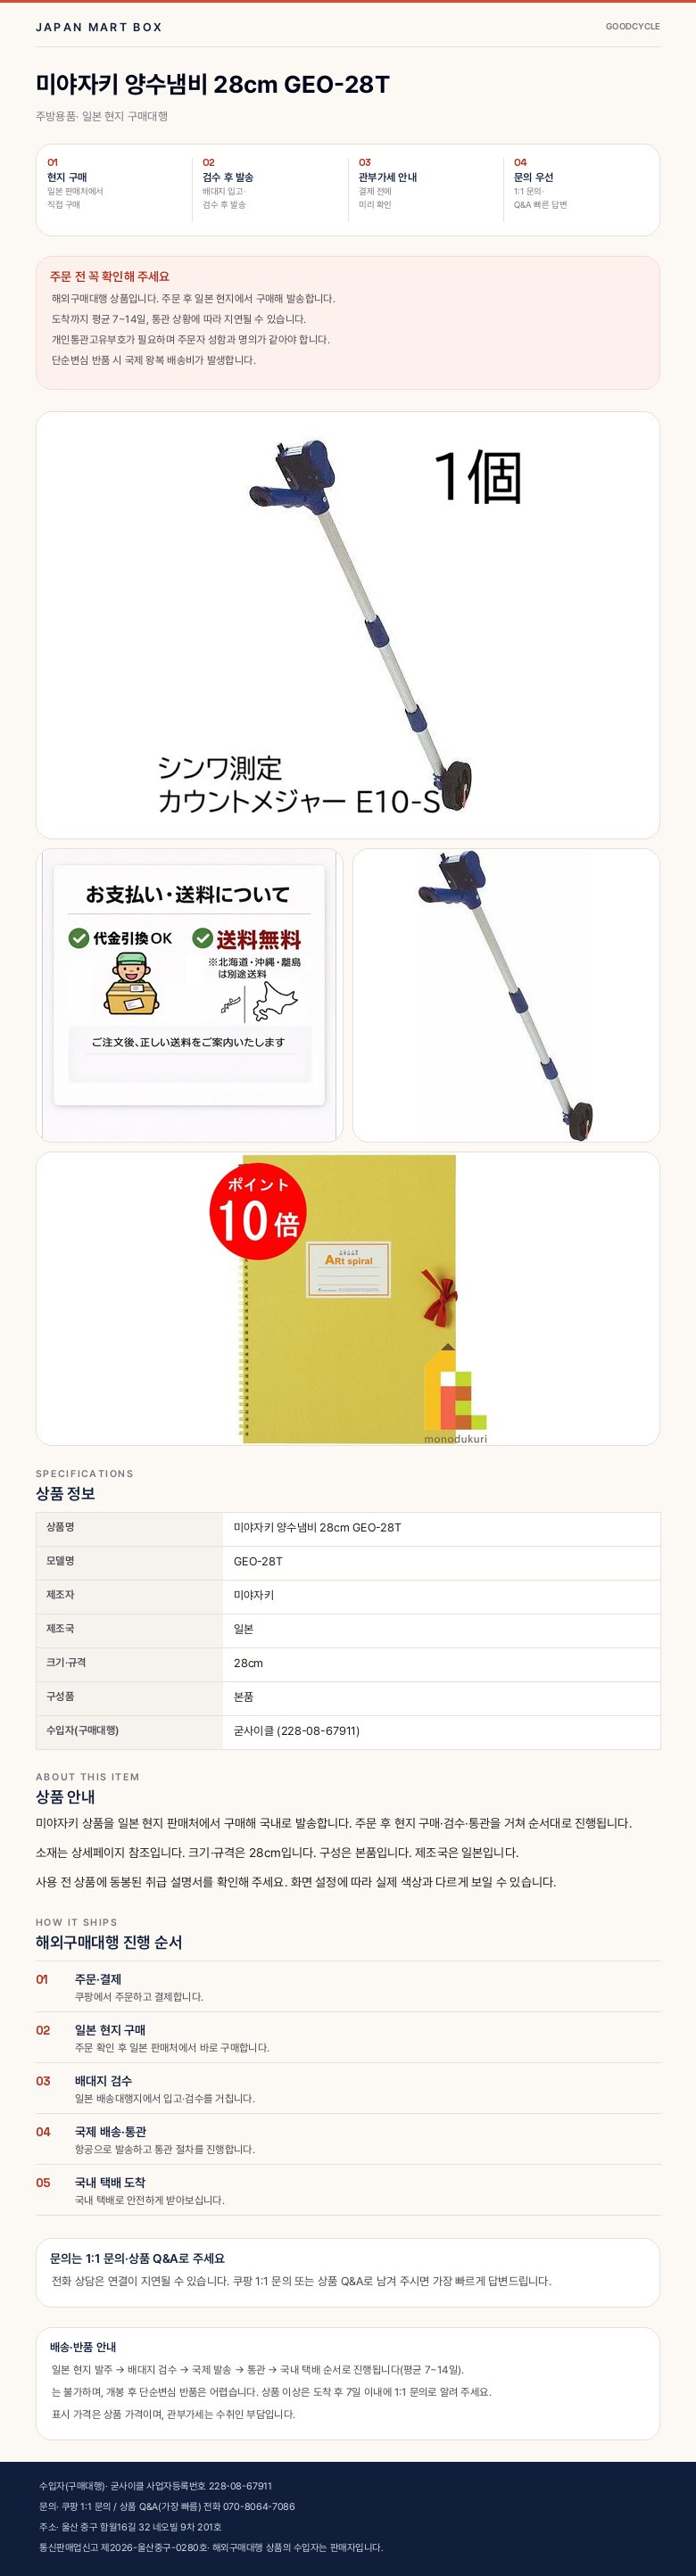 JAPAN MART BOX
GOODCYCLE
미야자키 양수냄비 28cm GEO-28T
주방용품· 일본 현지 구매대행
01
현지 구매
일본 판매처에서
직접 구매
02
검수 후 발송
배대지 입고·
검수 후 발송
03
관부가세 안내
결제 전에
미리 확인
04
문의 우선
1:1 문의·
Q&A 빠른 답변
주문 전 꼭 확인해 주세요
해외구매대행 상품입니다. 주문 후 일본 현지에서 구매해 발송합니다.
도착까지 평균 7~14일, 통관 상황에 따라 지연될 수 있습니다.
개인통관고유부호가 필요하며 주문자 성함과 명의가 같아야 합니다.
단순변심 반품 시 국제 왕복 배송비가 발생합니다.
1個
シンワ測定
カウントメジャー E10-S
お支払い・送料について
代金引換OK
送料無料
※北海道・沖縄・離島
は別途送料
ご注文後、正しい送料をご案内いたします
ポイント
10倍
ARt spiral
monodukuri
SPECIFICATIONS
상품 정보
상품명 미야자키 양수냄비 28cm GEO-28T
모델명 GEO-28T
제조자 미야자키
제조국 일본
크기·규격 28cm
구성품 본품
수입자(구매대행) 굳사이클 (228-08-67911)
ABOUT THIS ITEM
상품 안내
미야자키 상품을 일본 현지 판매처에서 구매해 국내로 발송합니다. 주문 후 현지 구매·검수·통관을 거쳐 순서대로 진행됩니다.
소재는 상세페이지 참조입니다. 크기·규격은 28cm입니다. 구성은 본품입니다. 제조국은 일본입니다.
사용 전 상품에 동봉된 취급 설명서를 확인해 주세요. 화면 설정에 따라 실제 색상과 다르게 보일 수 있습니다.
HOW IT SHIPS
해외구매대행 진행 순서
01 주문·결제
쿠팡에서 주문하고 결제합니다.
02 일본 현지 구매
주문 확인 후 일본 판매처에서 바로 구매합니다.
03 배대지 검수
일본 배송대행지에서 입고·검수를 거칩니다.
04 국제 배송·통관
항공으로 발송하고 통관 절차를 진행합니다.
05 국내 택배 도착
국내 택배로 안전하게 받아보십니다.
문의는 1:1 문의·상품 Q&A로 주세요
전화 상담은 연결이 지연될 수 있습니다. 쿠팡 1:1 문의 또는 상품 Q&A로 남겨 주시면 가장 빠르게 답변드립니다.
배송·반품 안내
일본 현지 발주 → 배대지 검수 → 국제 발송 → 통관 → 국내 택배 순서로 진행됩니다(평균 7~14일).
는 불가하며, 개봉 후 단순변심 반품은 어렵습니다. 상품 이상은 도착 후 7일 이내에 1:1 문의로 알려 주세요.
표시 가격은 상품 가격이며, 관부가세는 수취인 부담입니다.
수입자(구매대행)· 굳사이클 사업자등록번호 228-08-67911
문의· 쿠팡 1:1 문의 / 상품 Q&A(가장 빠름) 전화 070-8064-7086
주소· 울산 중구 함월16길 32 네오빌 9차 201호
통신판매업신고 제2026-울산중구-0280호· 해외구매대행 상품의 수입자는 판매자입니다.